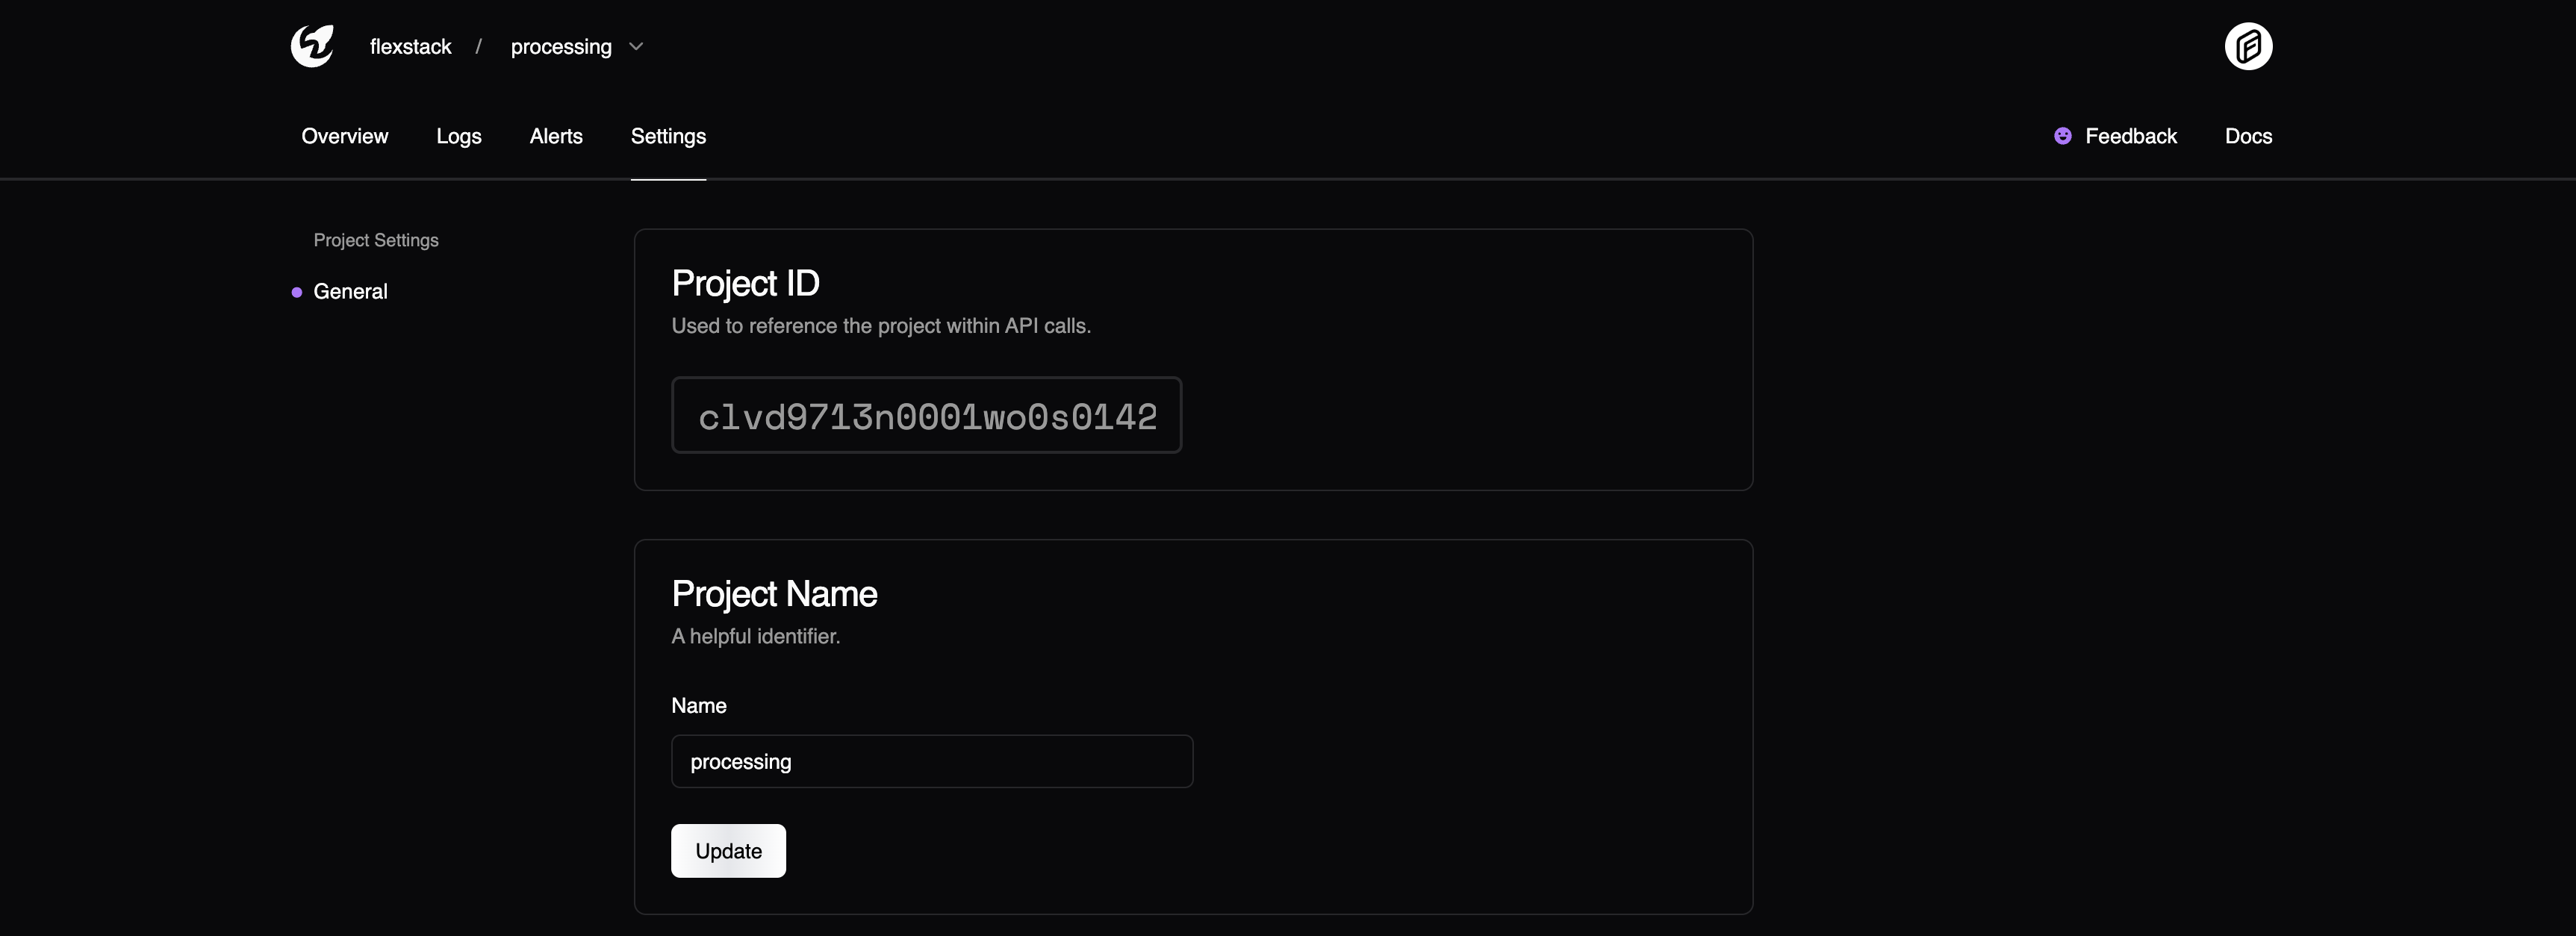 flexstack / processing
Overview Logs Alerts Settings Feedback Docs
Project Settings
General
Project ID
Used to reference the project within API calls.
clvd9713n0001wo0s0142
Project Name
A helpful identifier.
Name
processing
Update